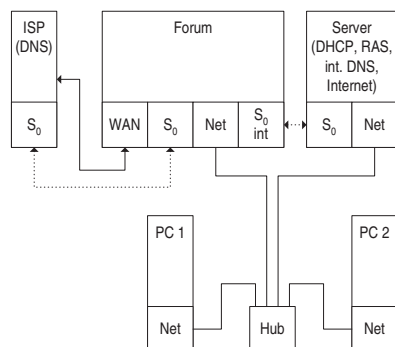 ISP
(DNS)
S₀
Forum
WAN
S₀
Net
S₀
int
Server
(DHCP, RAS,
int. DNS,
Internet)
S₀
Net
PC 1
Net
Hub
PC 2
Net